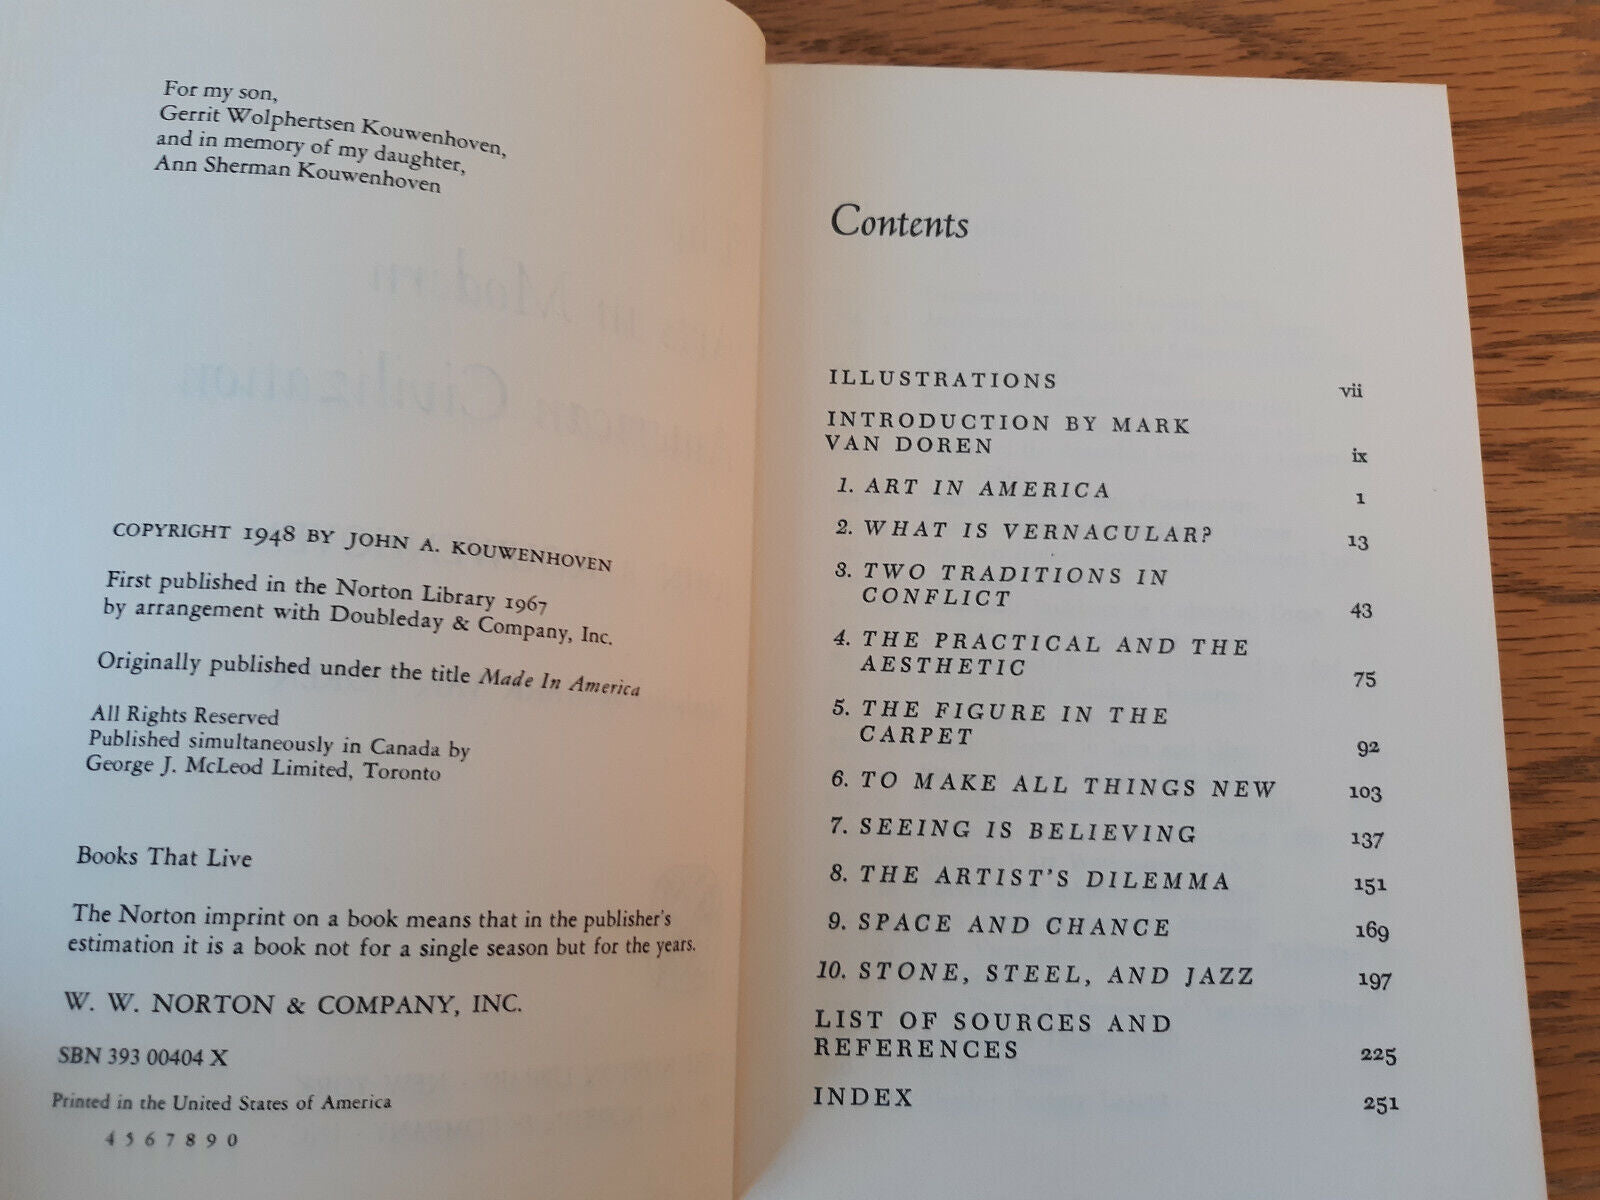 For my son,
Gerrit Wolphertsen Kouwenhoven,
and in memory of my daughter,
Ann Sherman Kouwenhoven
COPYRIGHT 1948 BY JOHN A. KOUWENHOVEN
First published in the Norton Library 1967
by arrangement with Doubleday & Company, Inc.
Originally published under the title Made In America
All Rights Reserved
Published simultaneously in Canada by
George J. McLeod Limited, Toronto
Books That Live
The Norton imprint on a book means that in the publisher's
estimation it is a book not for a single season but for the years.
W. W. NORTON & COMPANY, INC.
SBN 393 00404 X
Printed in the United States of America
4 5 6 7 8 9 0
Contents
ILLUSTRATIONS vii
INTRODUCTION BY MARK
VAN DOREN ix
1. ART IN AMERICA 1
2. WHAT IS VERNACULAR? 13
3. TWO TRADITIONS IN
CONFLICT 43
4. THE PRACTICAL AND THE
AESTHETIC 75
5. THE FIGURE IN THE
CARPET 92
6. TO MAKE ALL THINGS NEW 103
7. SEEING IS BELIEVING 137
8. THE ARTIST'S DILEMMA 151
9. SPACE AND CHANCE 169
10. STONE, STEEL, AND JAZZ 197
LIST OF SOURCES AND
REFERENCES 225
INDEX 251